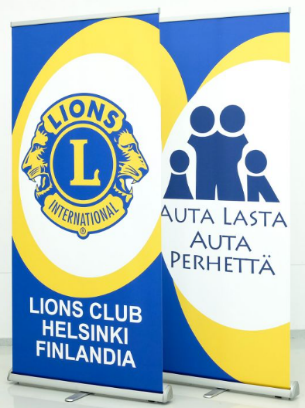 LIONS
L
INTERNATIONAL
®
LIONS CLUB
HELSINKI
FINLANDIA
AUTA LASTA
AUTA
PERHETTÄ